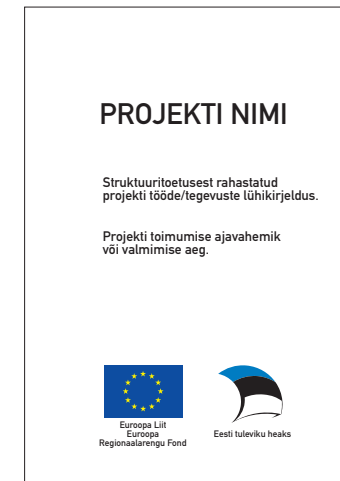 PROJEKTI NIMI
Struktuuritoetusest rahastatud
projekti tööde/tegevuste lühikirjeldus.
Projekti toimumise ajavahemik
või valmimise aeg.
Euroopa Liit
Euroopa
Regionaalarengu Fond
Eesti tuleviku heaks